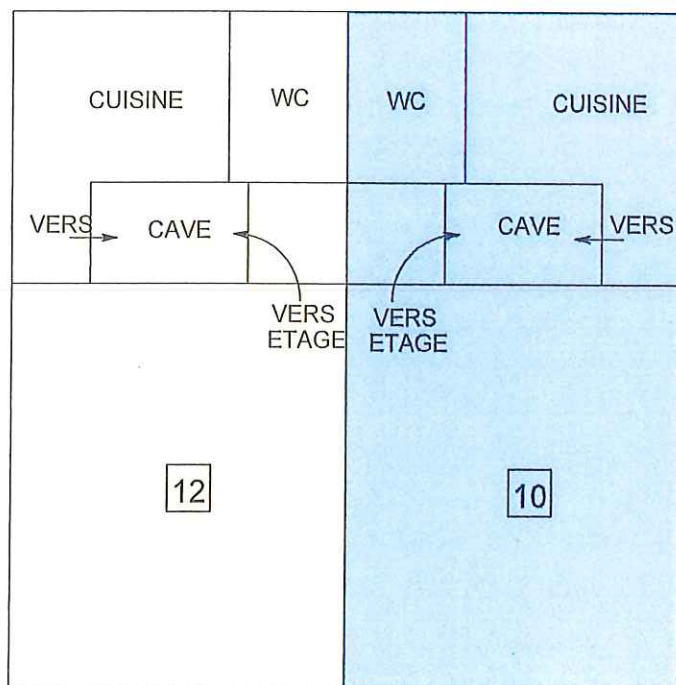 CUISINE WC WC CUISINE
VERS CAVE CAVE VERS
VERS
ETAGE
VERS
ETAGE
12 10